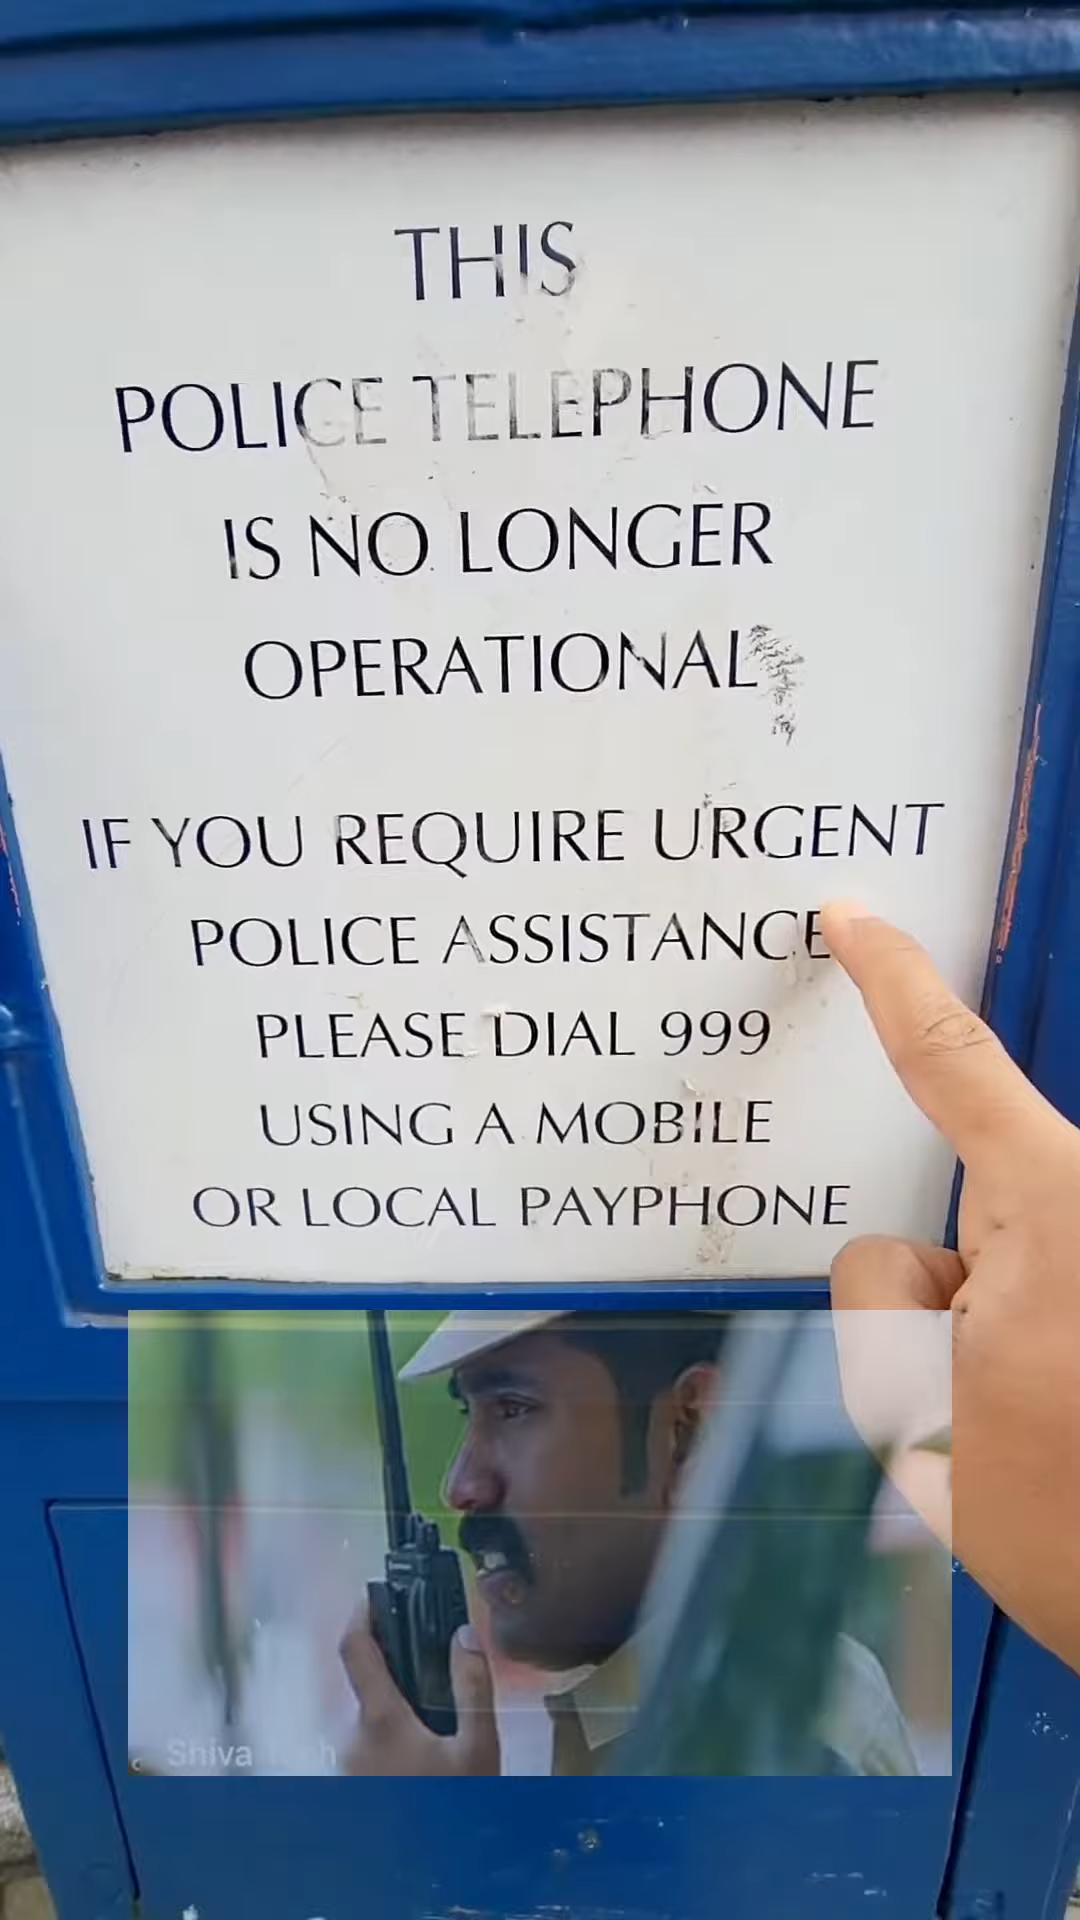 THIS
POLICE TELEPHONE
IS NO LONGER
OPERATIONAL
IF YOU REQUIRE URGENT
POLICE ASSISTANCE
PLEASE DIAL 999
USING A MOBILE
OR LOCAL PAYPHONE
Shiva